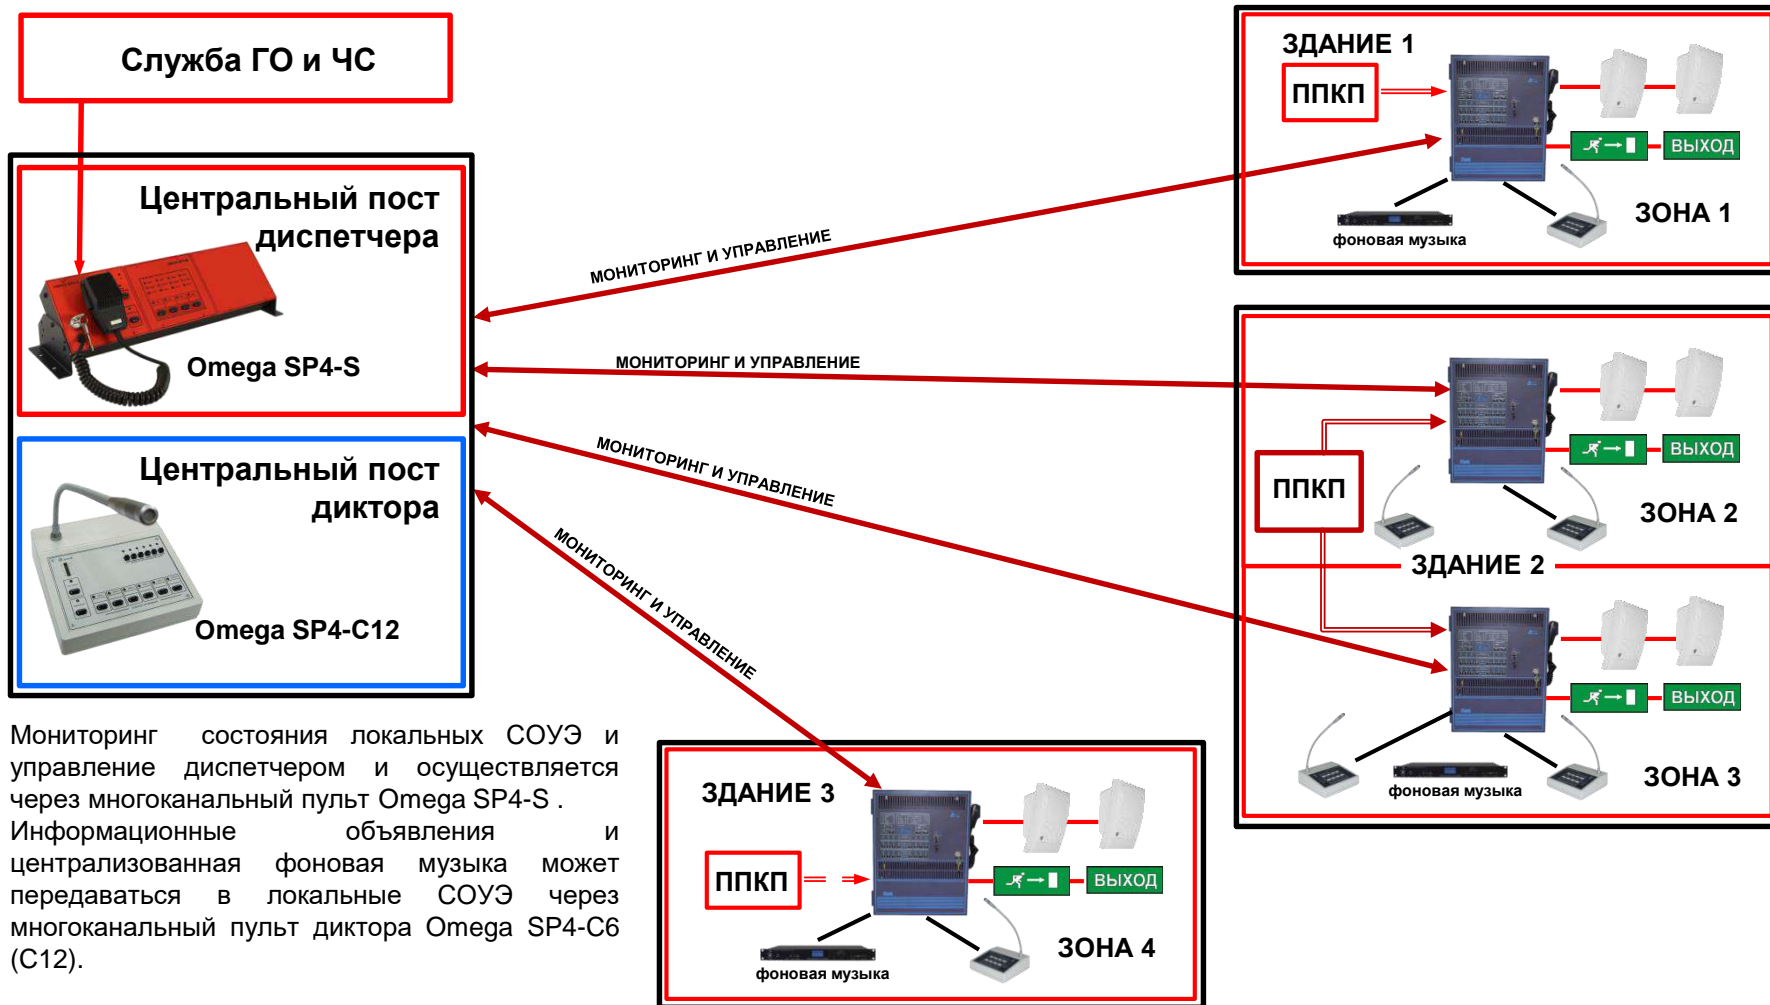 Служба ГО и ЧС
Центральный пост
диспетчера
Omega SP4-S
Центральный пост
диктора
Omega SP4-C12
Мониторинг состояния локальных СОУЭ и
управление диспетчером и осуществляется
через многоканальный пульт Omega SP4-S .
Информационные объявления и
централизованная фоновая музыка может
передаваться в локальные СОУЭ через
многоканальный пульт диктора Omega SP4-C6
(C12).
МОНИТОРИНГ И УПРАВЛЕНИЕ
МОНИТОРИНГ И УПРАВЛЕНИЕ
МОНИТОРИНГ И УПРАВЛЕНИЕ
МОНИТОРИНГ И УПРАВЛЕНИЕ
ЗДАНИЕ 1
ППКП
ВЫХОД
ЗОНА 1
фоновая музыка
ВЫХОД
ППКП
ЗОНА 2
ЗДАНИЕ 2
ВЫХОД
ЗОНА 3
фоновая музыка
ЗДАНИЕ 3
ППКП
ВЫХОД
ЗОНА 4
фоновая музыка